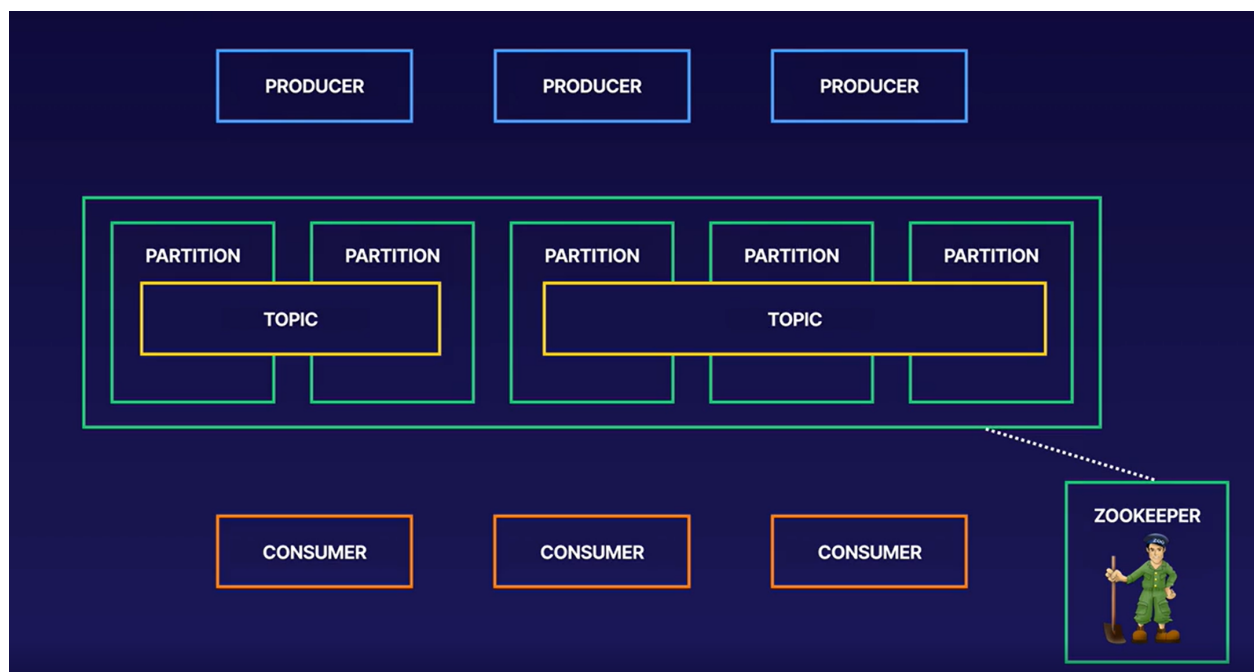 PRODUCER
PRODUCER
PRODUCER
PARTITION
PARTITION
PARTITION
PARTITION
PARTITION
TOPIC
TOPIC
CONSUMER
CONSUMER
CONSUMER
ZOOKEEPER